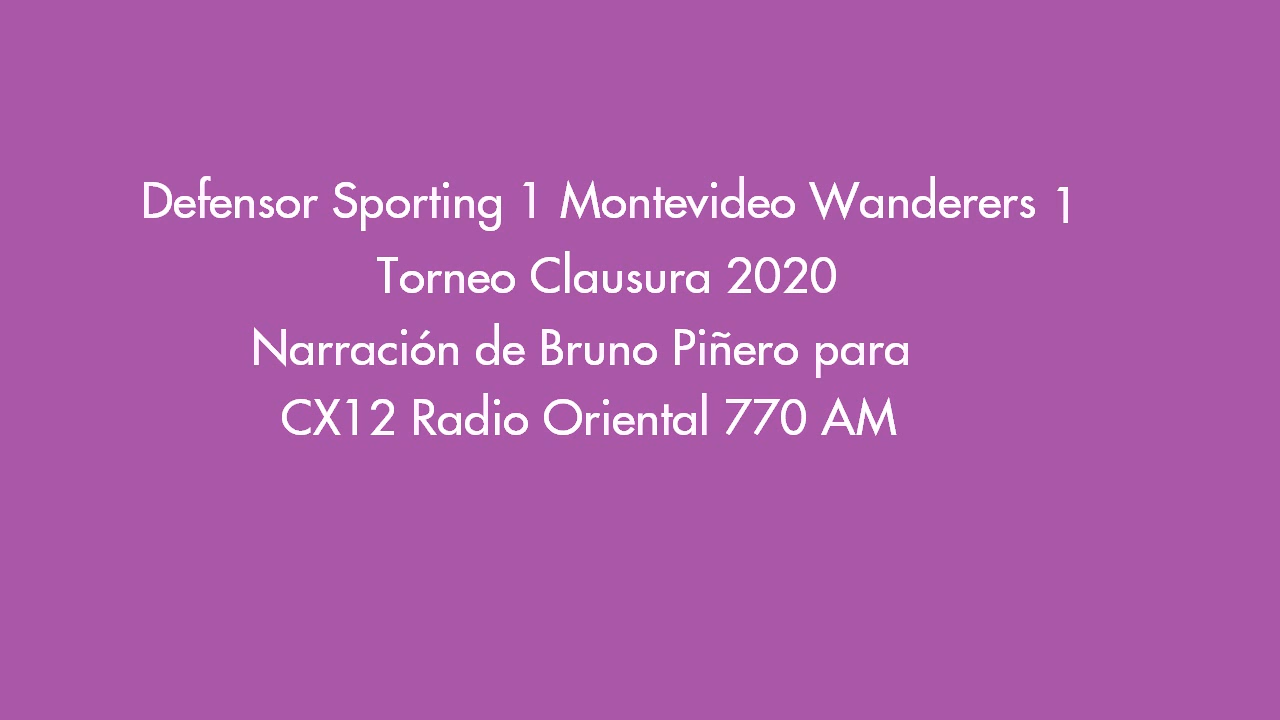 Defensor Sporting 1 Montevideo Wanderers 1
Torneo Clausura 2020
Narración de Bruno Piñero para
CX12 Radio Oriental 770 AM